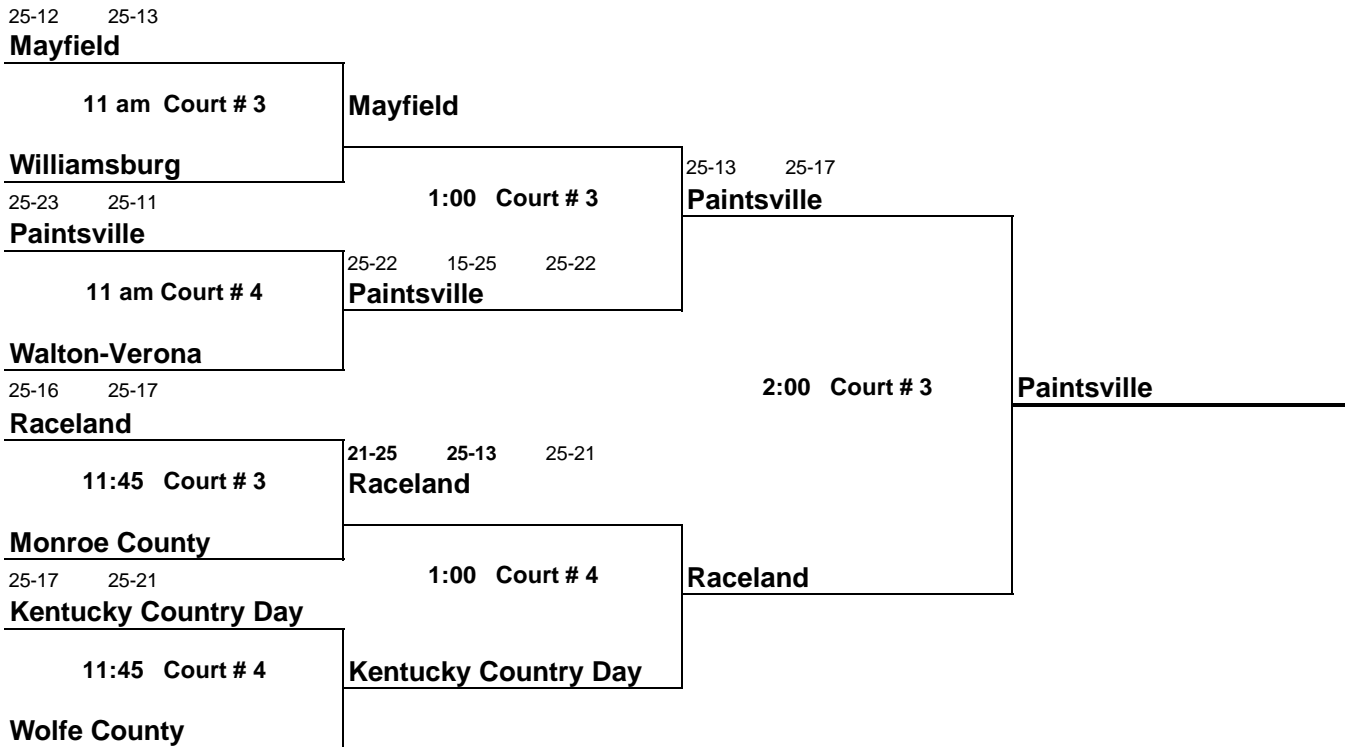 25-12 25-13
Mayfield
11 am Court # 3
Mayfield
Williamsburg
25-13 25-17
25-23 25-11
1:00 Court # 3
Paintsville
Paintsville
25-22 15-25 25-22
11 am Court # 4
Paintsville
Walton-Verona
25-16 25-17
2:00 Court # 3
Paintsville
Raceland
21-25 25-13 25-21
11:45 Court # 3
Raceland
Monroe County
25-17 25-21
1:00 Court # 4
Raceland
Kentucky Country Day
11:45 Court # 4
Kentucky Country Day
Wolfe County